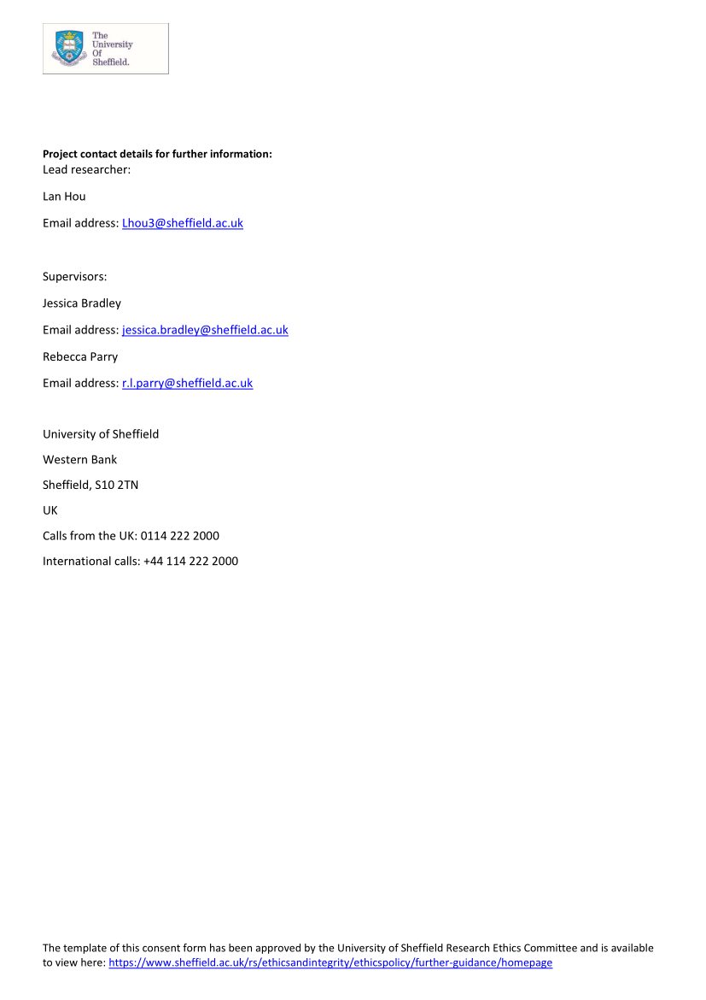 The
University
Of
Sheffield.
Project contact details for further information:
Lead researcher:
Lan Hou
Email address: Lhou3@sheffield.ac.uk
Supervisors:
Jessica Bradley
Email address: jessica.bradley@sheffield.ac.uk
Rebecca Parry
Email address: r.l.parry@sheffield.ac.uk
University of Sheffield
Western Bank
Sheffield, S10 2TN
UK
Calls from the UK: 0114 222 2000
International calls: +44 114 222 2000
The template of this consent form has been approved by the University of Sheffield Research Ethics Committee and is available
to view here: https://www.sheffield.ac.uk/rs/ethicsandintegrity/ethicspolicy/further-guidance/homepage